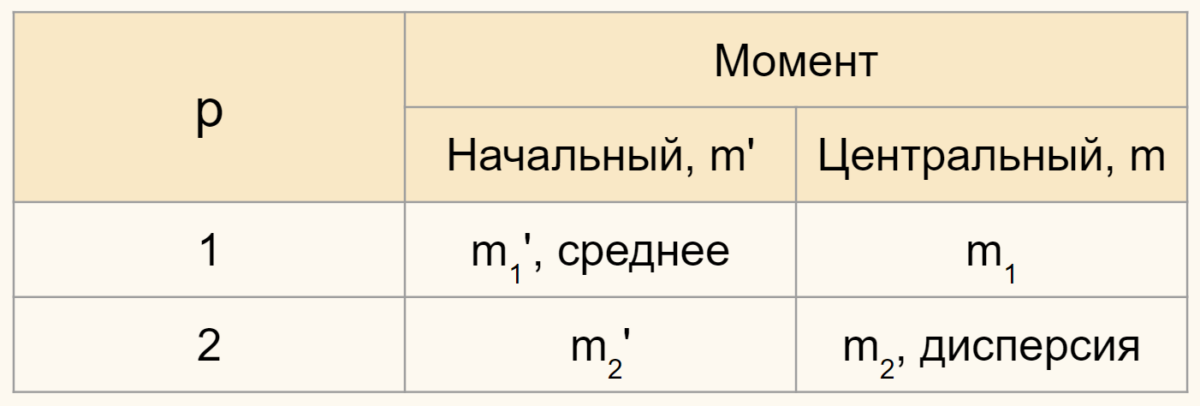 p
Момент
Начальный, m'
Центральный, m
1
m₁', среднее
m₁
2
m₂'
m₂, дисперсия